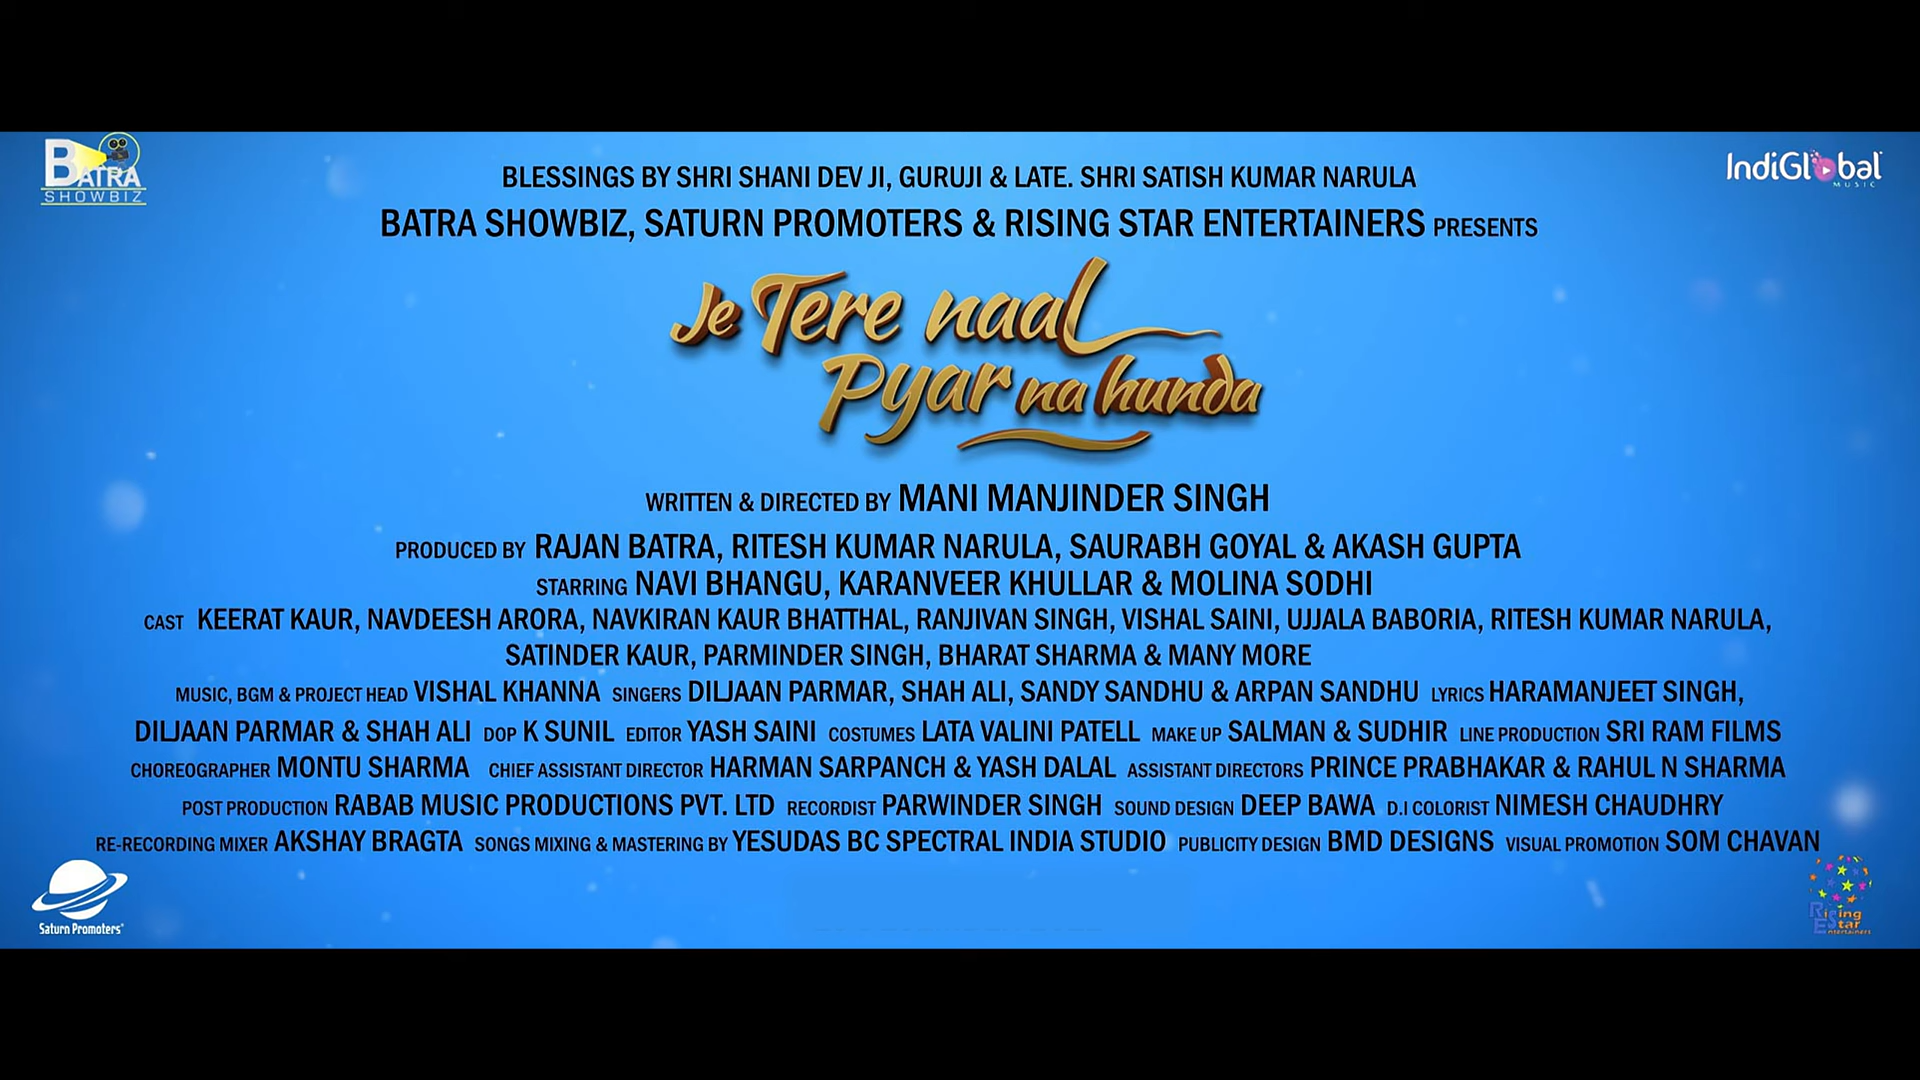 BATRA
SHOWBIZ
IndiGlobal
MUSIC
BLESSINGS BY SHRI SHANI DEV JI, GURUJI & LATE. SHRI SATISH KUMAR NARULA
BATRA SHOWBIZ, SATURN PROMOTERS & RISING STAR ENTERTAINERS PRESENTS
Je Tere naal
Pyar na hunda
WRITTEN & DIRECTED BY MANI MANJINDER SINGH
PRODUCED BY RAJAN BATRA, RITESH KUMAR NARULA, SAURABH GOYAL & AKASH GUPTA
STARRING NAVI BHANGU, KARANVEER KHULLAR & MOLINA SODHI
CAST KEERAT KAUR, NAVDEESH ARORA, NAVKIRAN KAUR BHATTHAL, RANJIVAN SINGH, VISHAL SAINI, UJJALA BABORIA, RITESH KUMAR NARULA,
SATINDER KAUR, PARMINDER SINGH, BHARAT SHARMA & MANY MORE
MUSIC, BGM & PROJECT HEAD VISHAL KHANNA SINGERS DILJAAN PARMAR, SHAH ALI, SANDY SANDHU & ARPAN SANDHU LYRICS HARAMANJEET SINGH,
DILJAAN PARMAR & SHAH ALI DOP K SUNIL EDITOR YASH SAINI COSTUMES LATA VALINI PATELL MAKE UP SALMAN & SUDHIR LINE PRODUCTION SRI RAM FILMS
CHOREOGRAPHER MONTU SHARMA CHIEF ASSISTANT DIRECTOR HARMAN SARPANCH & YASH DALAL ASSISTANT DIRECTORS PRINCE PRABHAKAR & RAHUL N SHARMA
POST PRODUCTION RABAB MUSIC PRODUCTIONS PVT. LTD RECORDIST PARWINDER SINGH SOUND DESIGN DEEP BAWA D.I COLORIST NIMESH CHAUDHRY
RE-RECORDING MIXER AKSHAY BRAGTA SONGS MIXING & MASTERING BY YESUDAS BC SPECTRAL INDIA STUDIO PUBLICITY DESIGN BMD DESIGNS VISUAL PROMOTION SOM CHAVAN
Saturn Promoters
Rising
Star
Entertainers